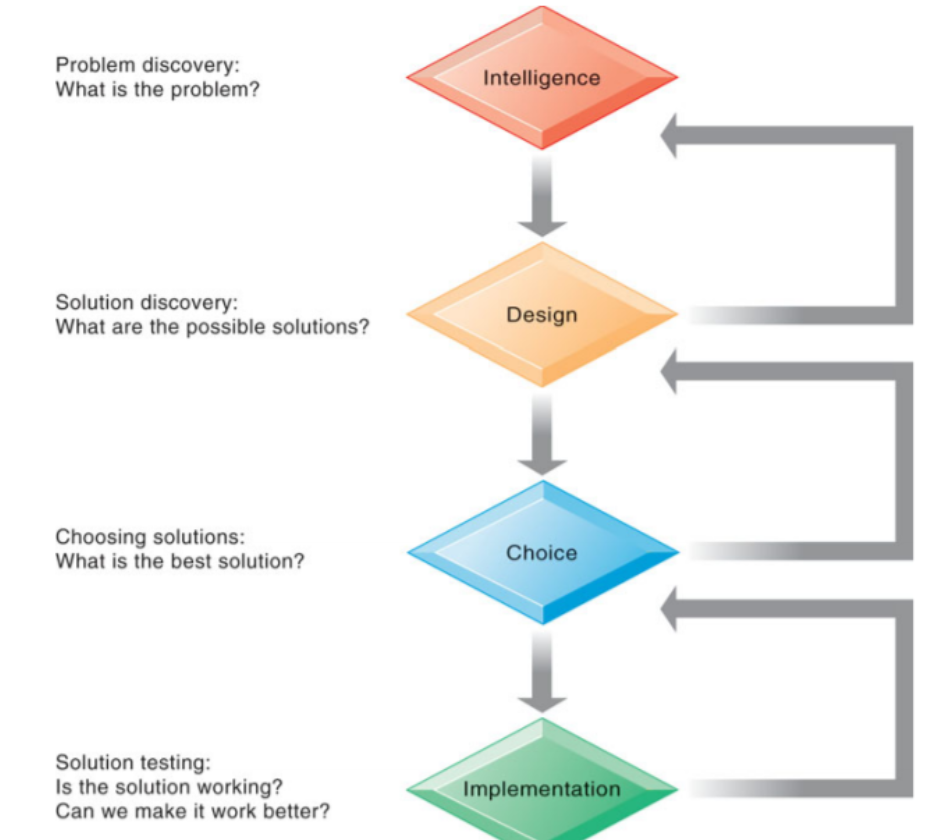 Problem discovery:
What is the problem?
Intelligence
Solution discovery:
What are the possible solutions?
Design
Choosing solutions:
What is the best solution?
Choice
Solution testing:
Is the solution working?
Can we make it work better?
Implementation